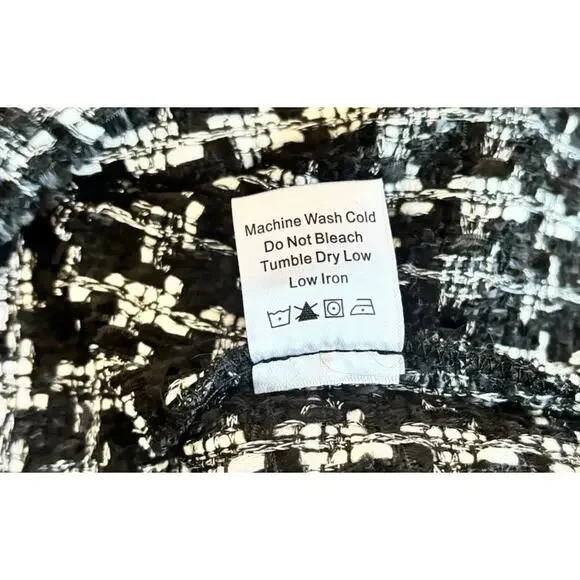 Machine Wash Cold
Do Not Bleach
Tumble Dry Low
Low Iron